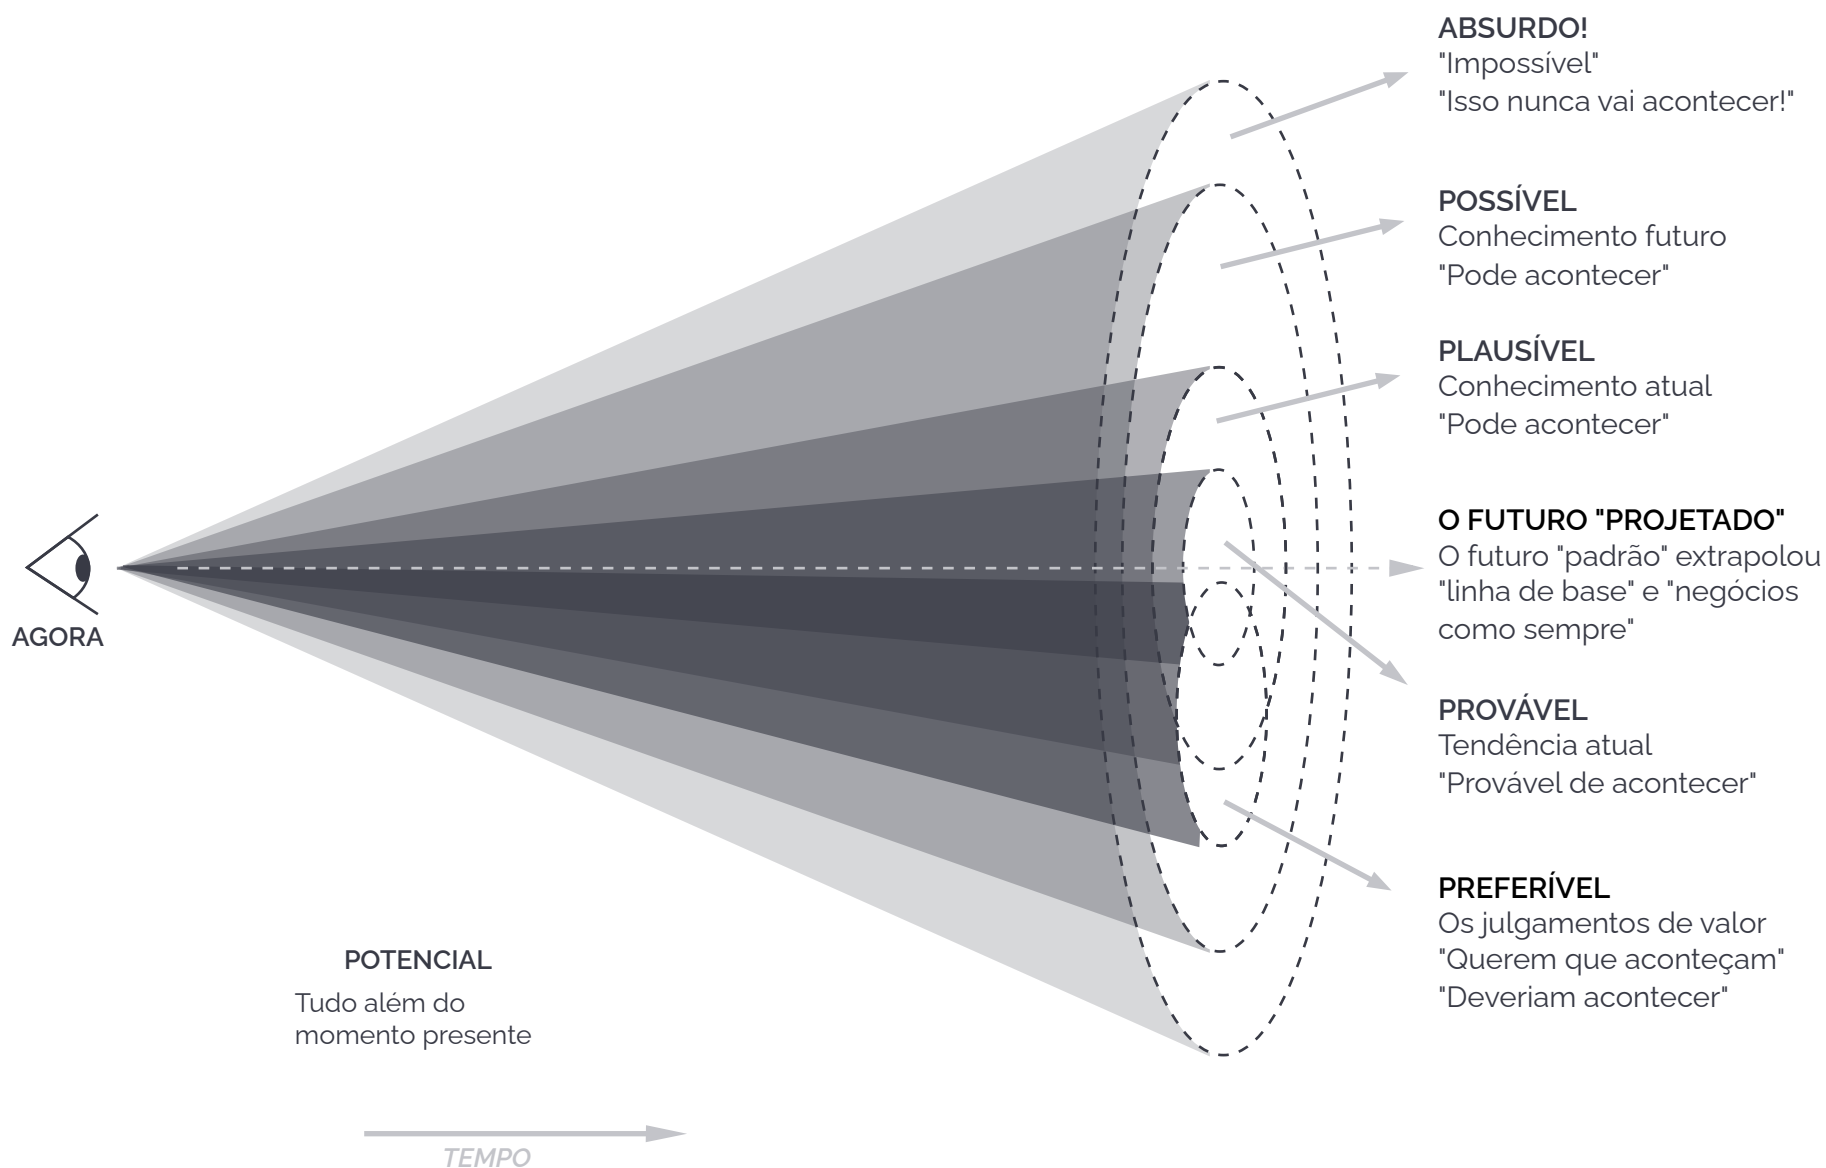 ABSURDO!
"Impossível"
"Isso nunca vai acontecer!"
POSSÍVEL
Conhecimento futuro
"Pode acontecer"
PLAUSÍVEL
Conhecimento atual
"Pode acontecer"
O FUTURO "PROJETADO"
O futuro "padrão" extrapolou
"linha de base" e "negócios
como sempre"
PROVÁVEL
Tendência atual
"Provável de acontecer"
PREFERÍVEL
Os julgamentos de valor
"Querem que aconteçam"
"Deveriam acontecer"
AGORA
POTENCIAL
Tudo além do
momento presente
TEMPO